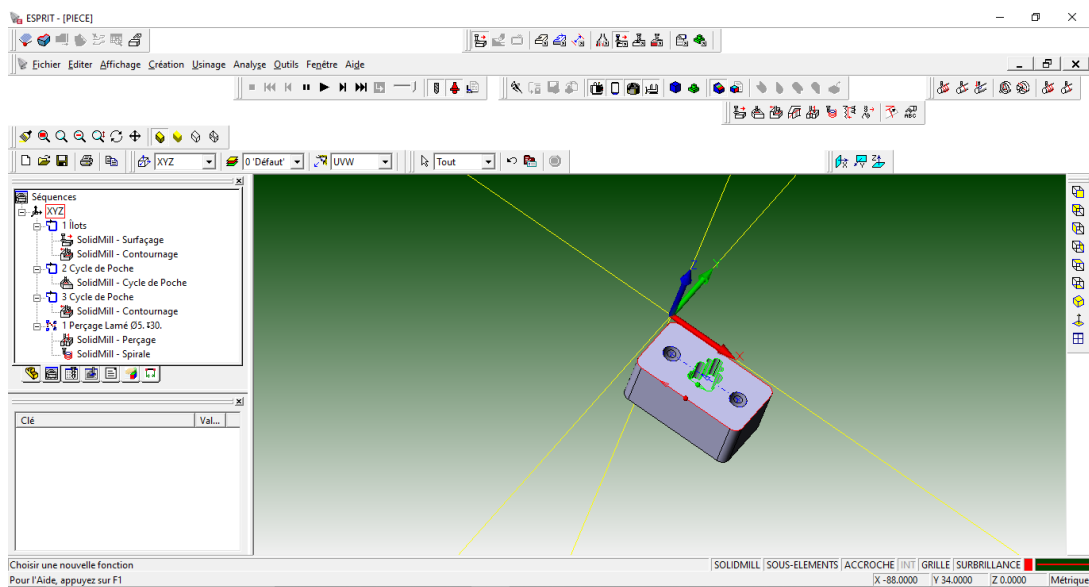 ESPRIT - [PIECE]
Fichier Editer Affichage Création Usinage Analyse Outils Fenêtre Aide
ABC
XYZ 0 'Défaut' UVW Tout
Séquences
XYZ
1 Îlots
SolidMill - Surfaçage
SolidMill - Contournage
2 Cycle de Poche
SolidMill - Cycle de Poche
3 Cycle de Poche
SolidMill - Contournage
1 Perçage Lamé Ø5. ↧30.
SolidMill - Perçage
SolidMill - Spirale
Clé Val...
X
Choisir une nouvelle fonction
SOLIDMILL SOUS-ELEMENTS ACCROCHE INT GRILLE SURBRILLANCE
Pour l'Aide, appuyez sur F1
X -88.0000 Y 34.0000 Z 0.0000 Métrique